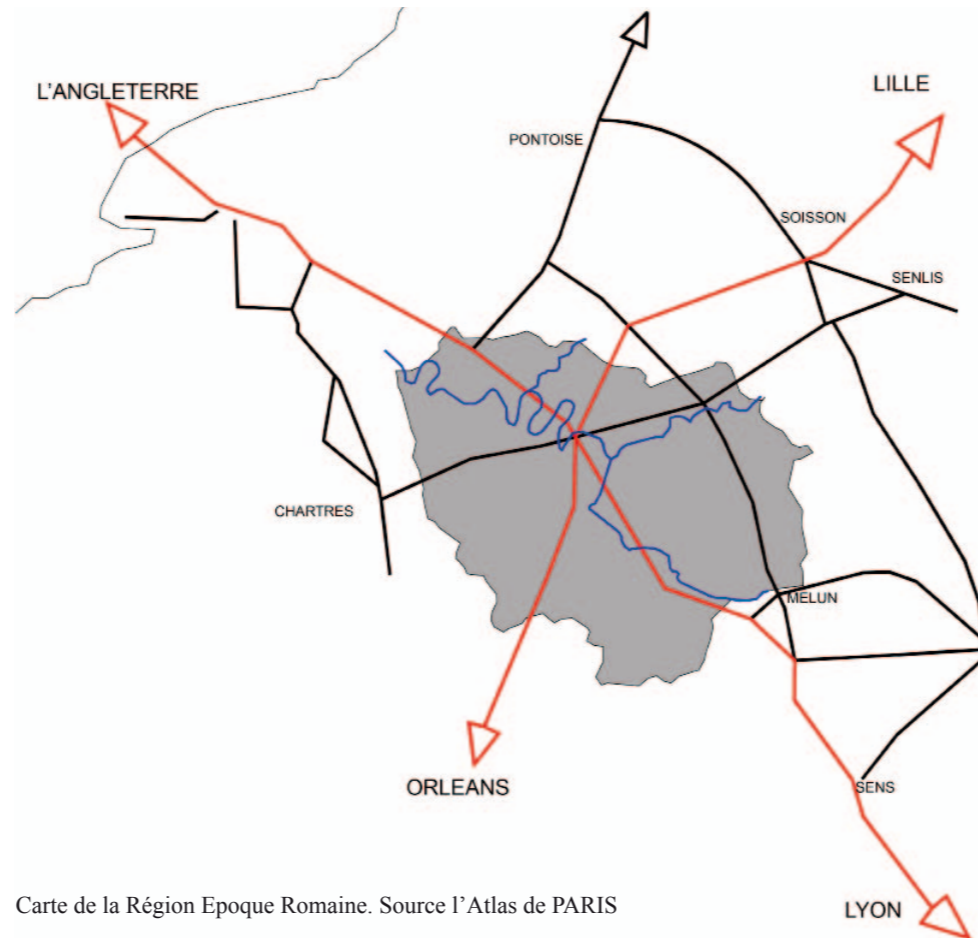 L'ANGLETERRE
LILLE
PONTOISE
SOISSON
SENLIS
CHARTRES
MELUN
ORLEANS
SENS
LYON
Carte de la Région Epoque Romaine. Source l'Atlas de PARIS